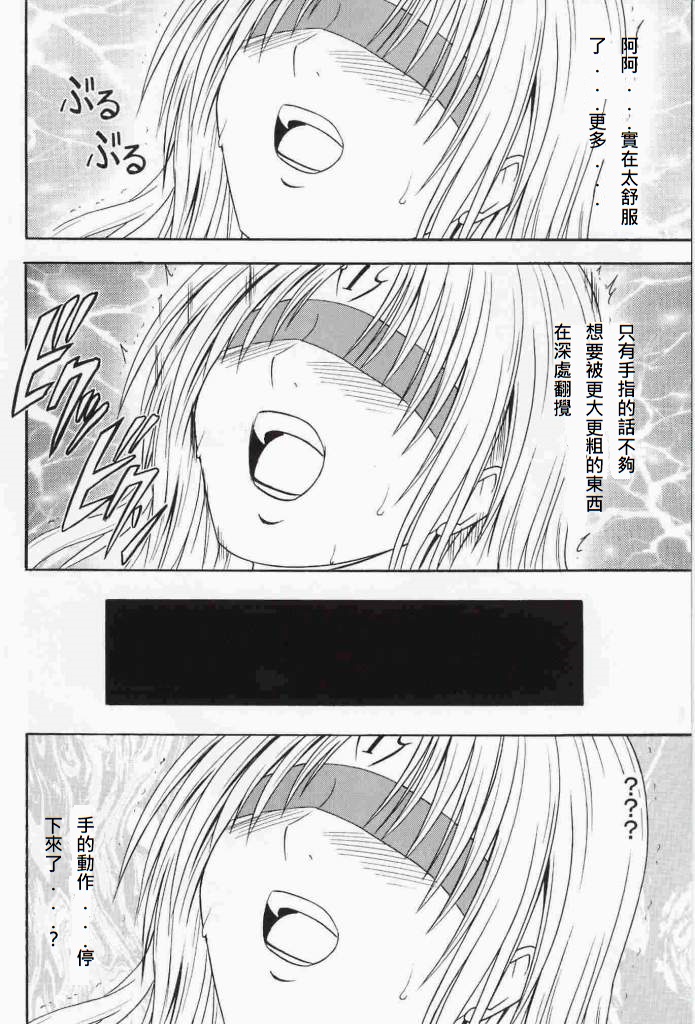 阿阿．．．實在太舒服
了．．．更多．．．
ぶる
ぶる
只有手指的話不夠
想要被更大更粗的東西
在深處翻攪
ビクッ
ビクッ
???
手的動作．．．停
下來了．．．?